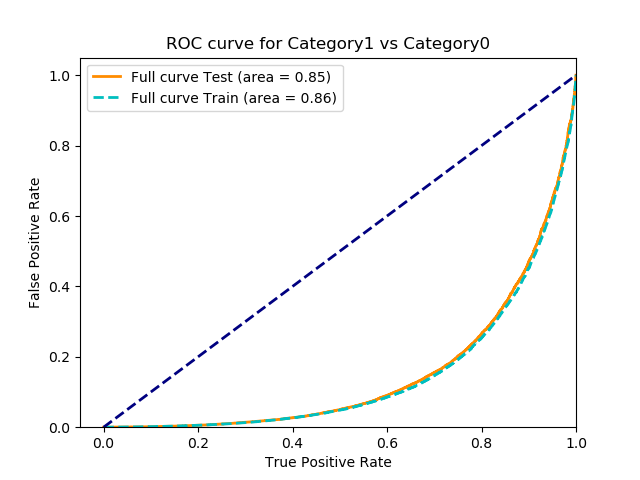 ROC curve for Category1 vs Category0
Full curve Test (area = 0.85)
Full curve Train (area = 0.86)
1.0
0.8
0.6
0.4
0.2
0.0
False Positive Rate
0.0 0.2 0.4 0.6 0.8 1.0
True Positive Rate